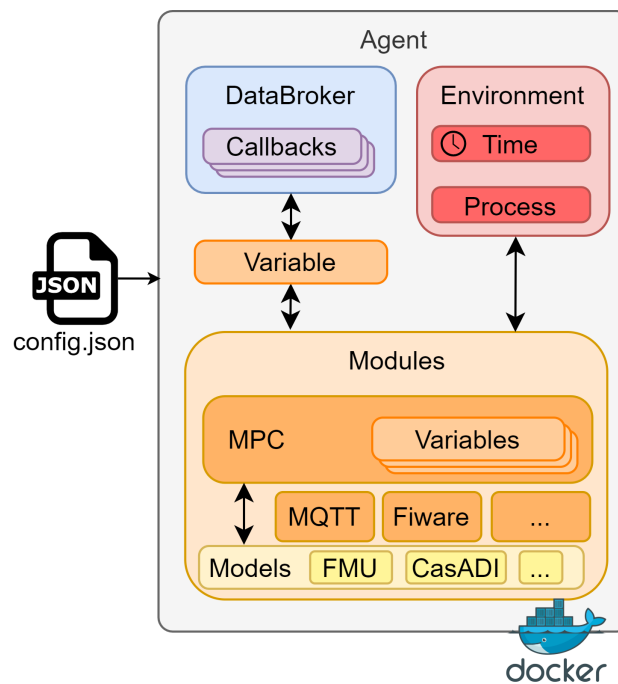 Agent
DataBroker
Callbacks
Environment
Time
Process
Variable
JSON
config.json
Modules
MPC
Variables
MQTT
Fiware
...
Models
FMU
CasADI
...
docker